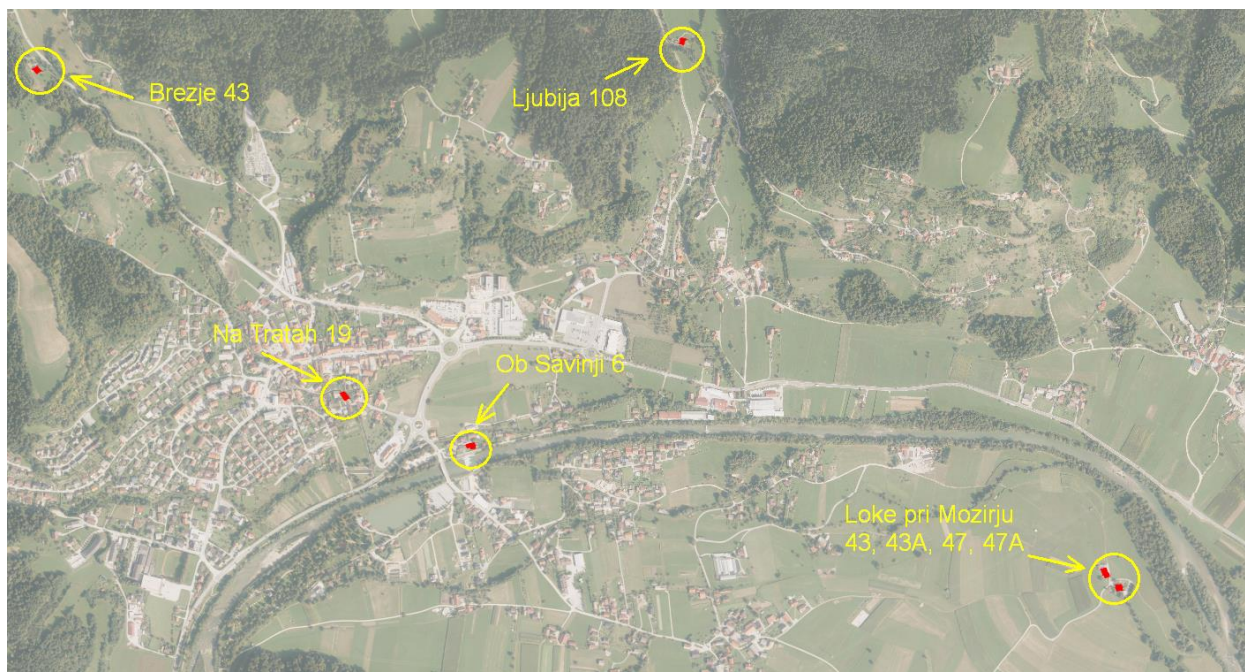 Brezje 43
Ljubija 108
Na Tratah 19
Ob Savinji 6
Loke pri Mozirju
43, 43A, 47, 47A